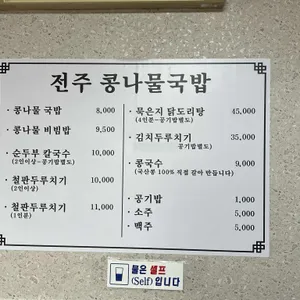 전주 콩나물국밥
· 콩나물 국밥 8,000
· 콩나물 비빔밥 9,500
· 순두부 칼국수 10,000
(2인이상-공기밥별도)
· 철판두루치기 10,000
(2인이상)
· 철판두루치기 11,000
(1인분)
· 묵은지 닭도리탕 45,000
(4인분-공기밥별도)
· 김치두루치기 35,000
공기밥별도
· 콩국수 9,000
(국산콩 100% 직접 갈아 만듭니다)
· 공기밥 1,000
· 소주 5,000
· 맥주 5,000
물은 셀프
(Self)입니다